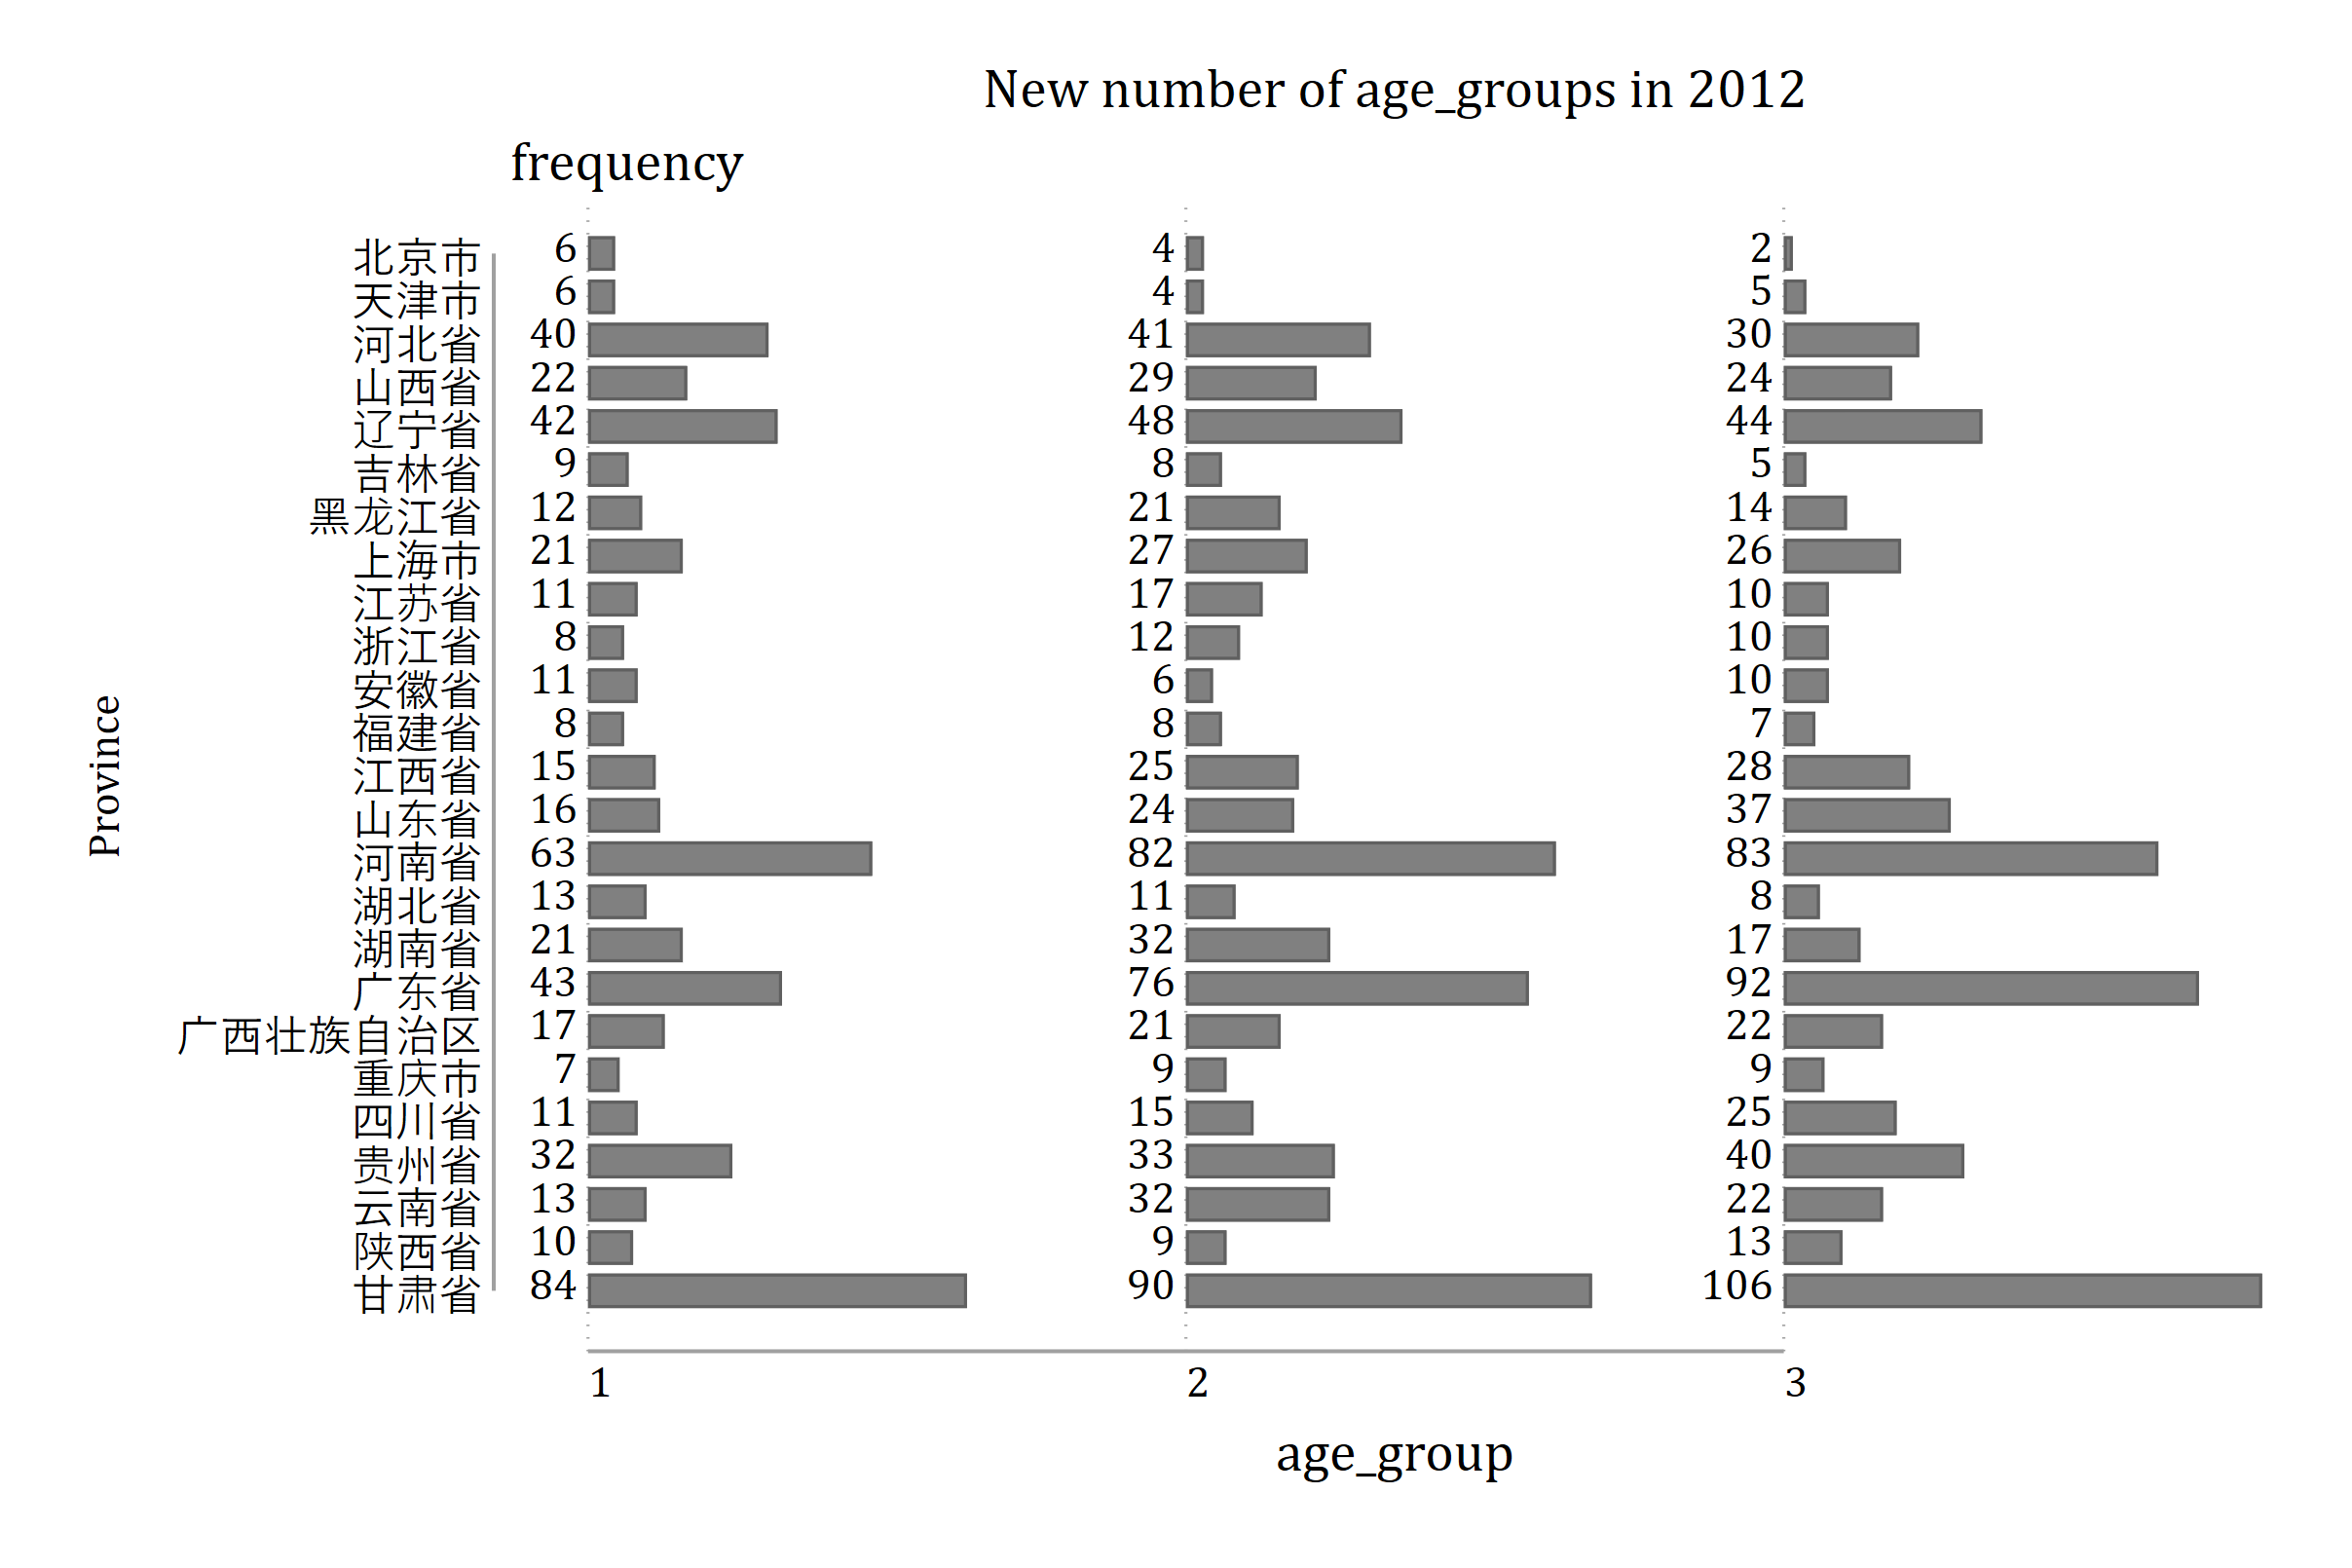 New number of age_groups in 2012
frequency
Province
北京市 6 4 2
天津市 6 4 5
河北省 40 41 30
山西省 22 29 24
辽宁省 42 48 44
吉林省 9 8 5
黑龙江省 12 21 14
上海市 21 27 26
江苏省 11 17 10
浙江省 8 12 10
安徽省 11 6 10
福建省 8 8 7
江西省 15 25 28
山东省 16 24 37
河南省 63 82 83
湖北省 13 11 8
湖南省 21 32 17
广东省 43 76 92
广西壮族自治区 17 21 22
重庆市 7 9 9
四川省 11 15 25
贵州省 32 33 40
云南省 13 32 22
陕西省 10 9 13
甘肃省 84 90 106
1 2 3
age_group